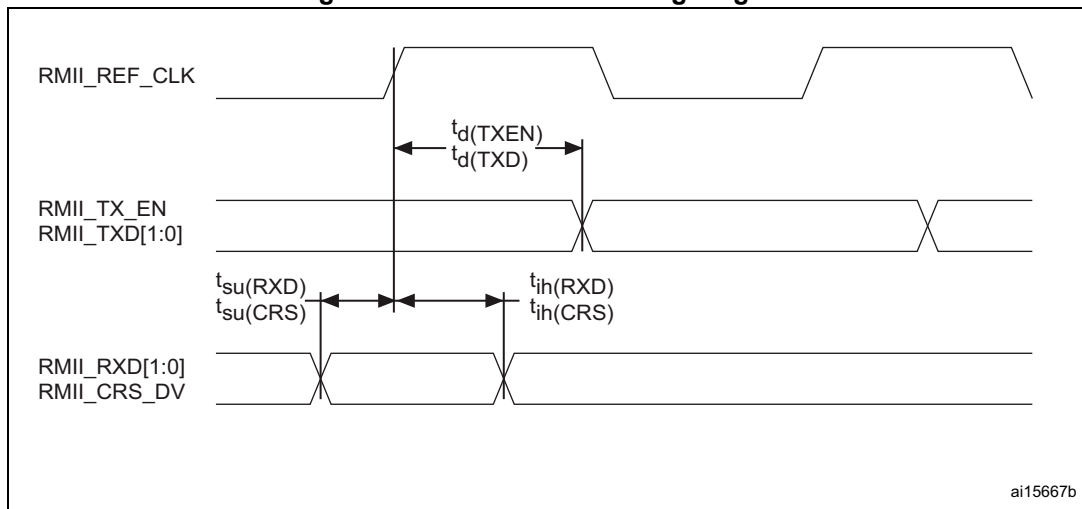 RMII_REF_CLK
td(TXEN)
td(TXD)
RMII_TX_EN
RMII_TXD[1:0]
tsu(RXD)
tsu(CRS)
tih(RXD)
tih(CRS)
RMII_RXD[1:0]
RMII_CRS_DV
ai15667b